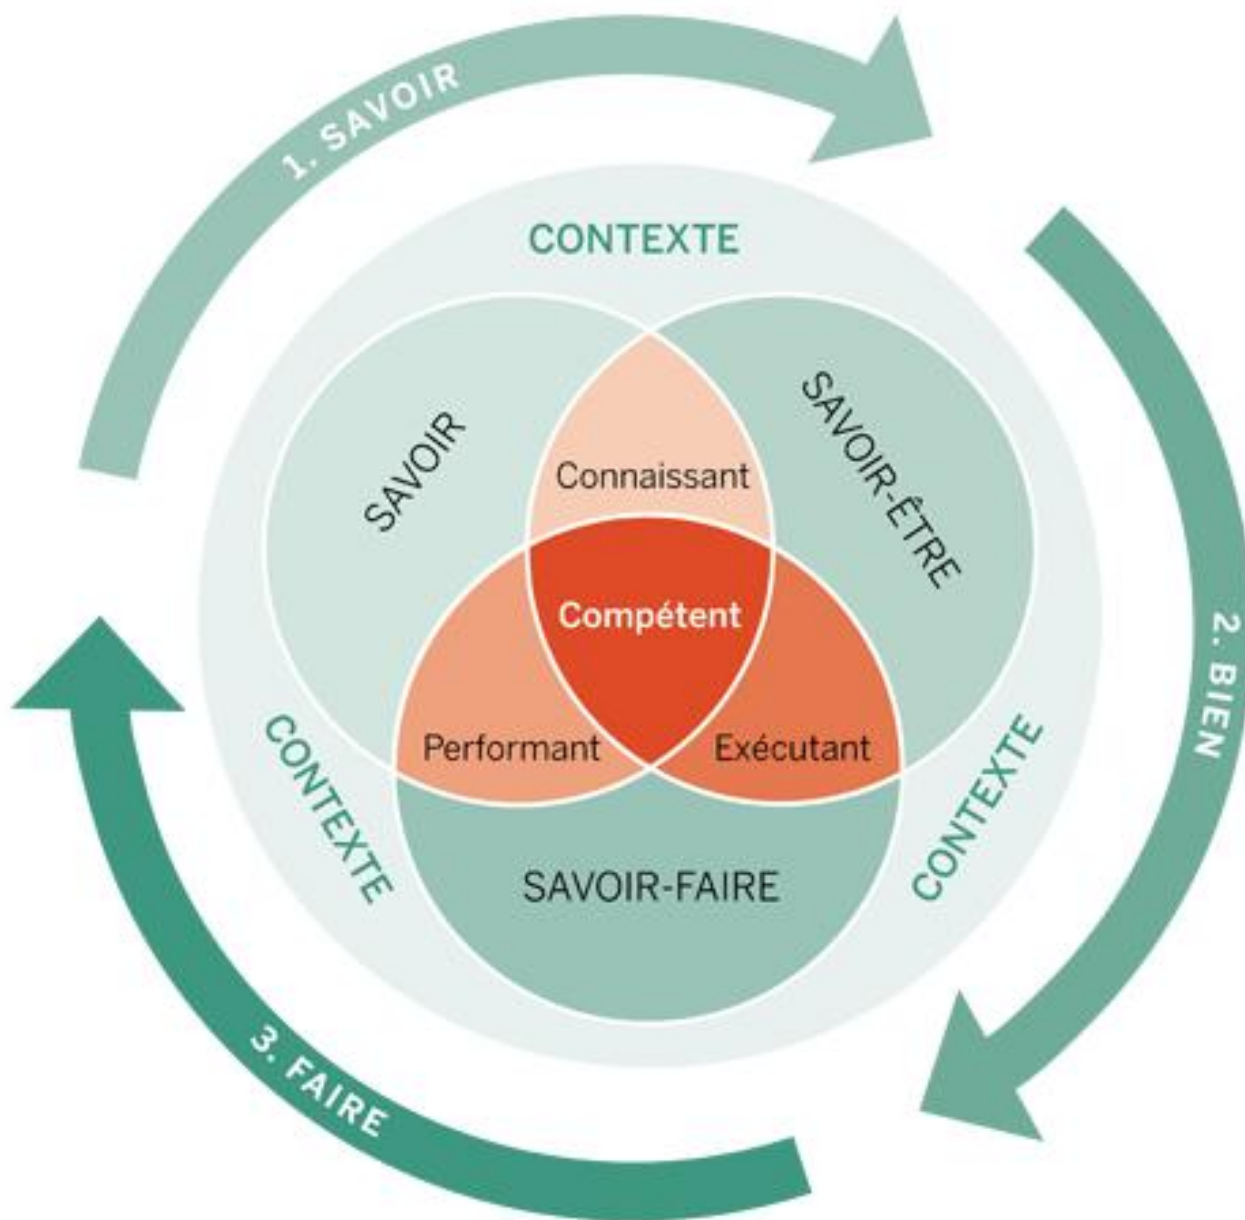 1. SAVOIR
CONTEXTE
SAVOIR
SAVOIR-ÊTRE
Connaissant
Compétent
2. BIEN
Performant
Exécutant
CONTEXTE
CONTEXTE
SAVOIR-FAIRE
3. FAIRE